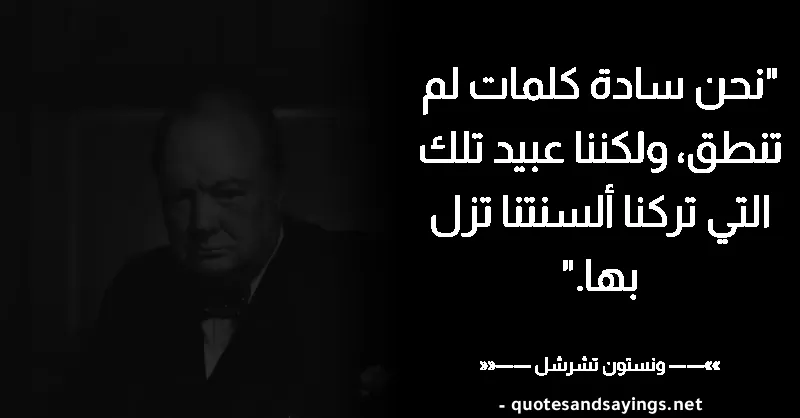 "نحن سادة كلمات لم
تنطق، ولكننا عبيد تلك
التي تركنا ألسنتنا تزل
بها."
»»—— ونستون تشرشل ——««
- quotesandsayings.net